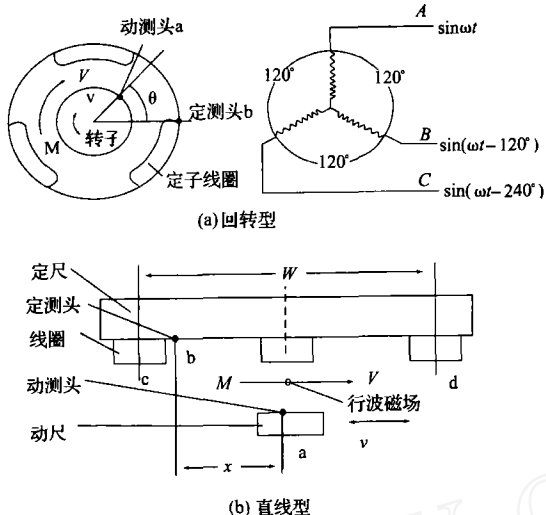 动测头a
V
v
θ
定测头b
M
转子
定子线圈
A
sinωt
120°
120°
120°
B
sin(ωt-120°)
C
sin(ωt-240°)
(a)回转型
定尺
W
定测头
线圈
b
c
d
动测头
M
V
行波磁场
动尺
a
v
x
(b)直线型